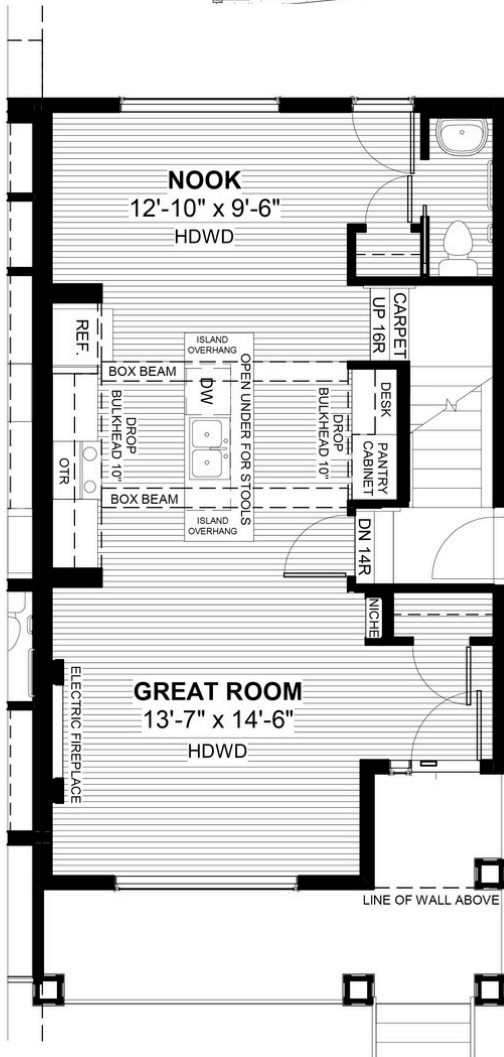 NOOK
12'-10" x 9'-6"
HDWD
CARPET
UP 16R
REF.
ISLAND
OVERHANG
BOX BEAM
DW
OPEN UNDER FOR STOOLS
DROP
BULKHEAD 10"
DROP
BULKHEAD 10"
DESK
PANTRY
CABINET
OTR
BOX BEAM
ISLAND
OVERHANG
DN 14R
NICHE
GREAT ROOM
13'-7" x 14'-6"
HDWD
ELECTRIC FIREPLACE
LINE OF WALL ABOVE